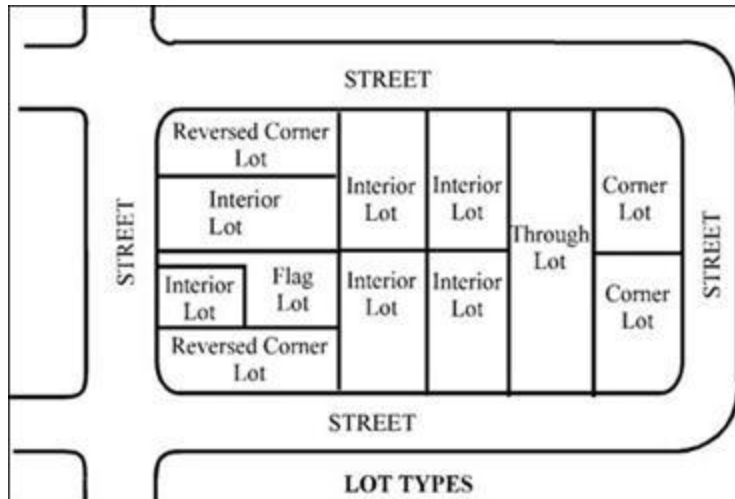 STREET
Reversed Corner
Lot
Interior
Lot
Interior
Lot
Interior
Lot
Corner
Lot
STREET
Through
Lot
STREET
Interior
Lot
Flag
Lot
Interior
Lot
Interior
Lot
Corner
Lot
Reversed Corner
Lot
STREET
LOT TYPES